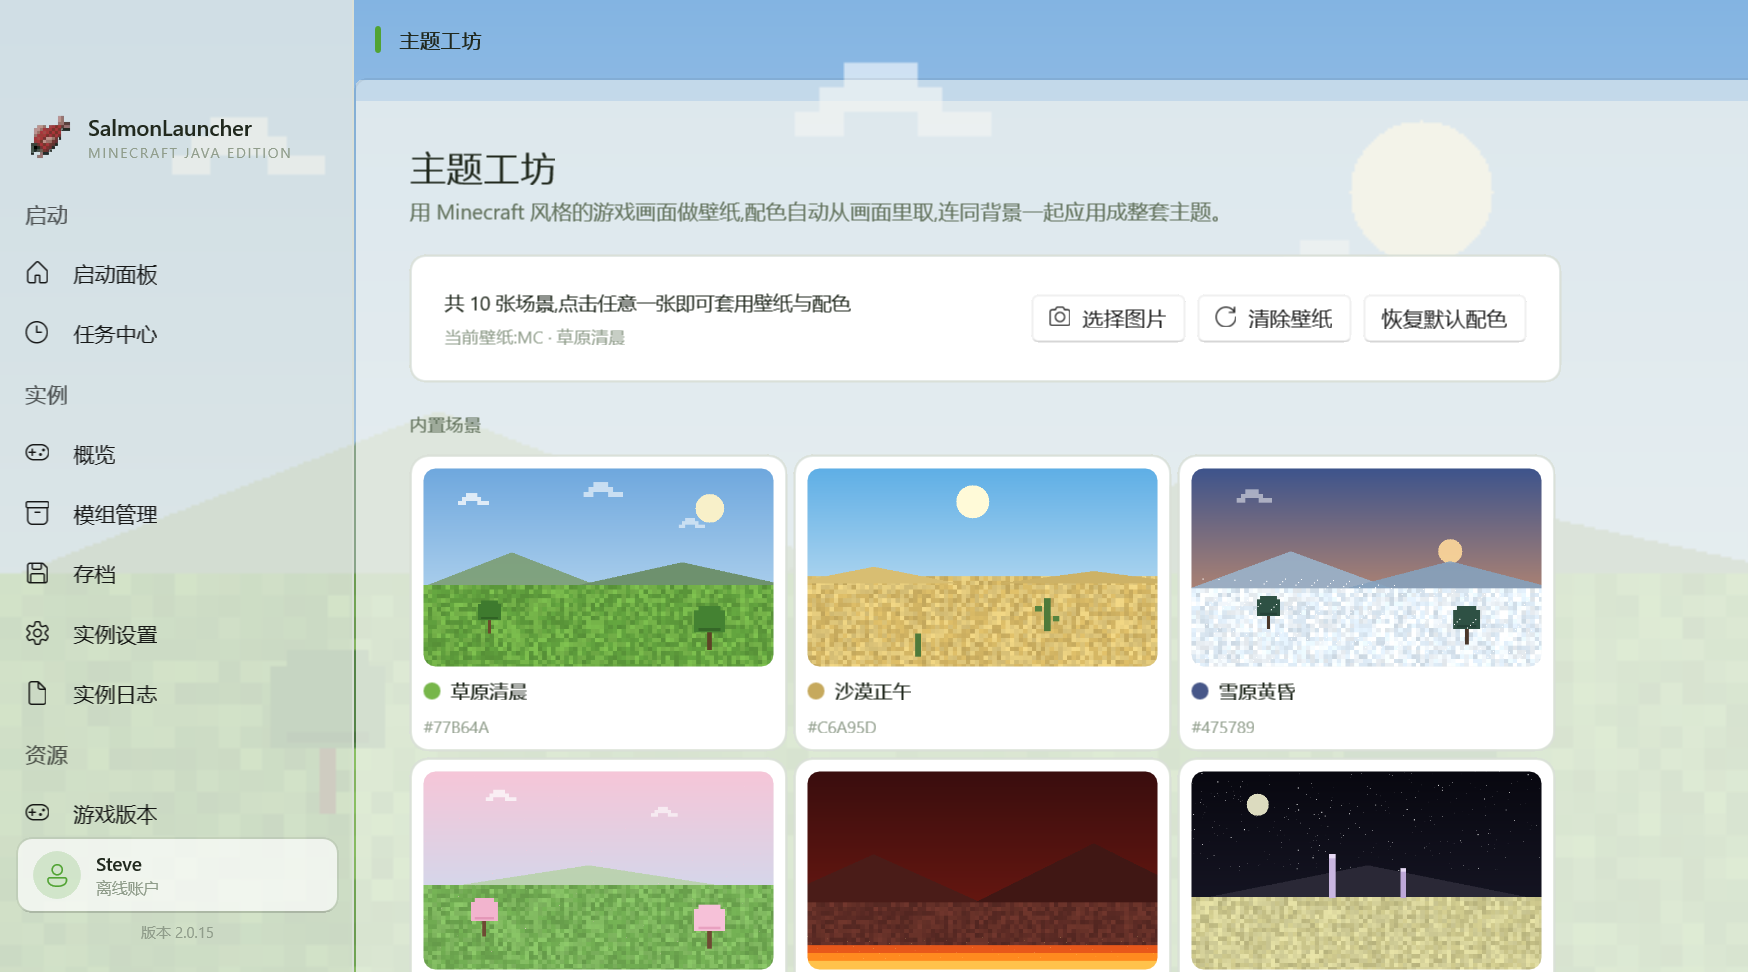 主题工坊
SalmonLauncher
MINECRAFT JAVA EDITION
启动
启动面板
任务中心
实例
概览
模组管理
存档
实例设置
实例日志
资源
游戏版本
Steve
离线账户
版本 2.0.15
主题工坊
用 Minecraft 风格的游戏画面做壁纸,配色自动从画面里取,连同背景一起应用成整套主题。
共 10 张场景,点击任意一张即可套用壁纸与配色
当前壁纸:MC · 草原清晨
选择图片
清除壁纸
恢复默认配色
内置场景
草原清晨
#77B64A
沙漠正午
#C6A95D
雪原黄昏
#475789